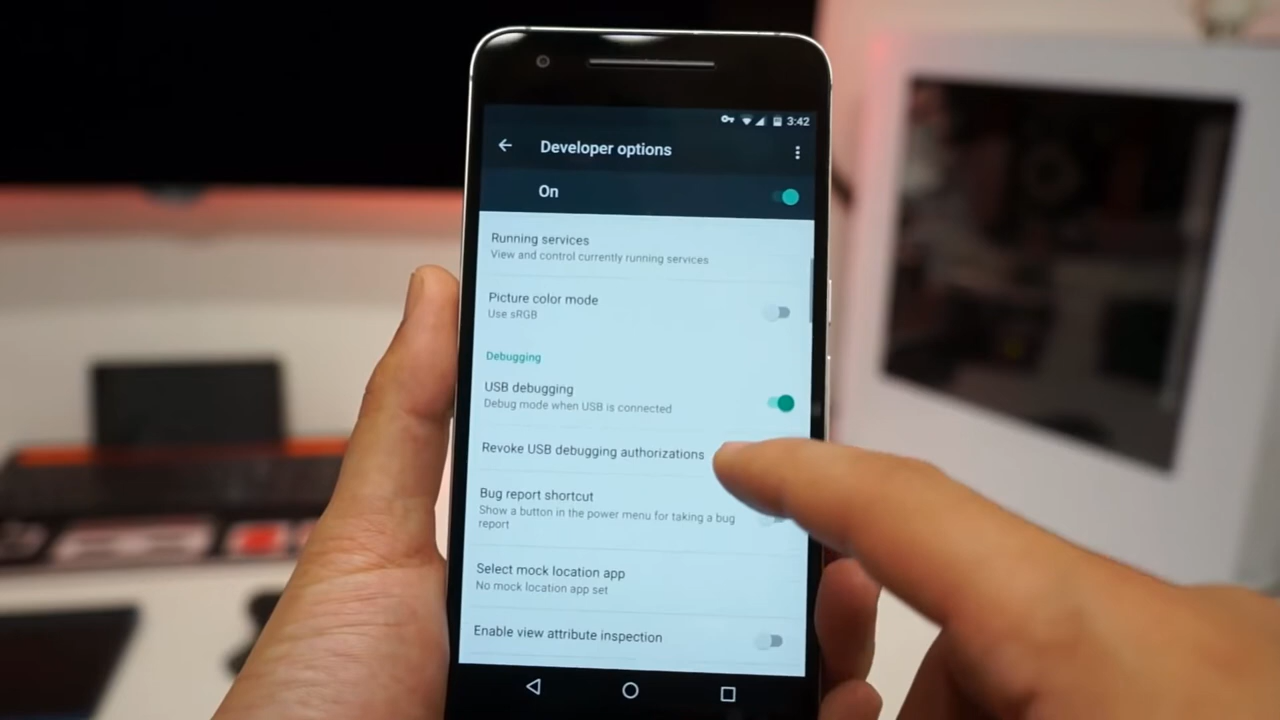 3:42
Developer options
On
Running services
View and control currently running services
Picture color mode
Use sRGB
Debugging
USB debugging
Debug mode when USB is connected
Revoke USB debugging authorizations
Bug report shortcut
Show a button in the power menu for taking a bug
report
Select mock location app
No mock location app set
Enable view attribute inspection